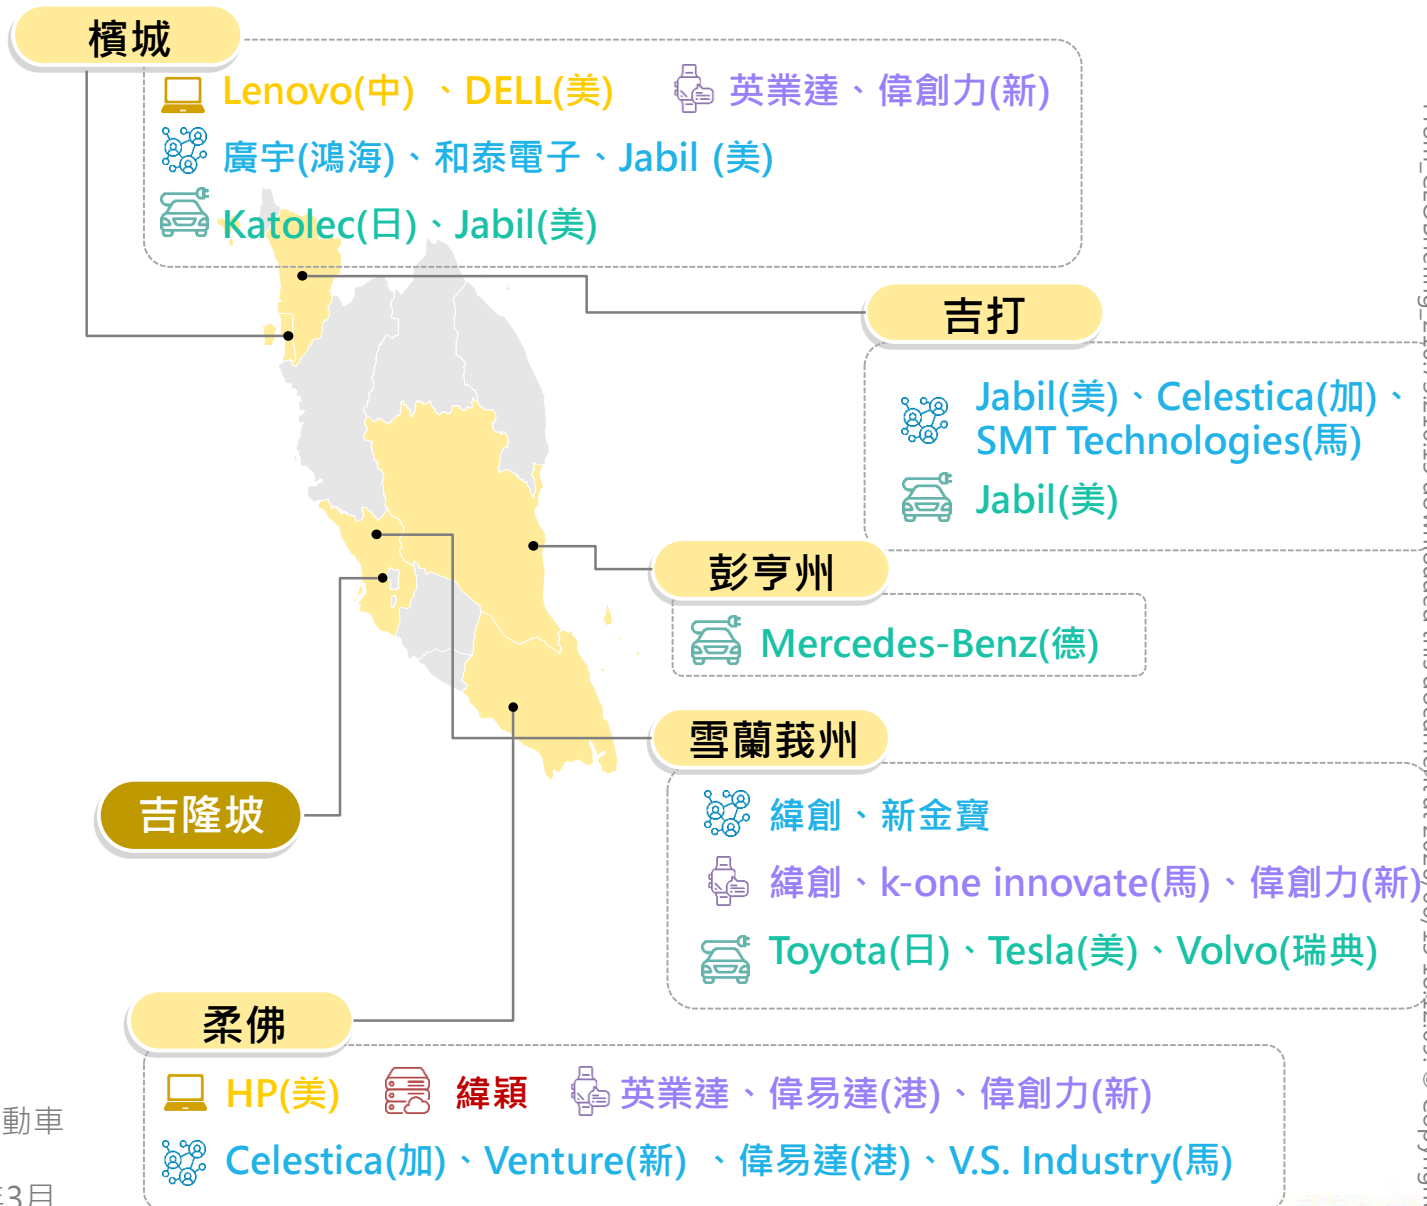 檳城
Lenovo(中) 、DELL(美)
英業達、偉創力(新)
廣宇(鴻海)、和泰電子、Jabil (美)
Katolec(日)、Jabil(美)
吉打
Jabil(美)、Celestica(加)、
SMT Technologies(馬)
Jabil(美)
彭亨州
Mercedes-Benz(德)
雪蘭莪州
緯創、新金寶
緯創、k-one innovate(馬)、偉創力(新)
Toyota(日)、Tesla(美)、Volvo(瑞典)
吉隆坡
柔佛
HP(美)
緯穎
英業達、偉易達(港)、偉創力(新)
Celestica(加)、Venture(新) 、偉易達(港)、V.S. Industry(馬)
動車
3月